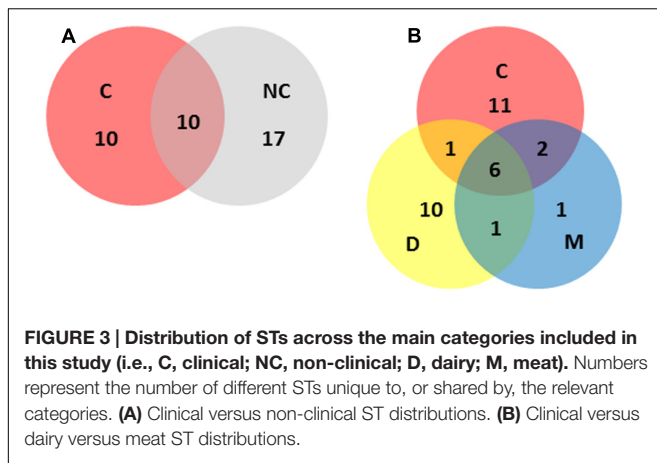 A
B
C
10
10
NC
17
C
11
1
2
6
10
1
1
D
M
FIGURE 3 | Distribution of STs across the main categories included in
this study (i.e., C, clinical; NC, non-clinical; D, dairy; M, meat). Numbers
represent the number of different STs unique to, or shared by, the relevant
categories. (A) Clinical versus non-clinical ST distributions. (B) Clinical versus
dairy versus meat ST distributions.